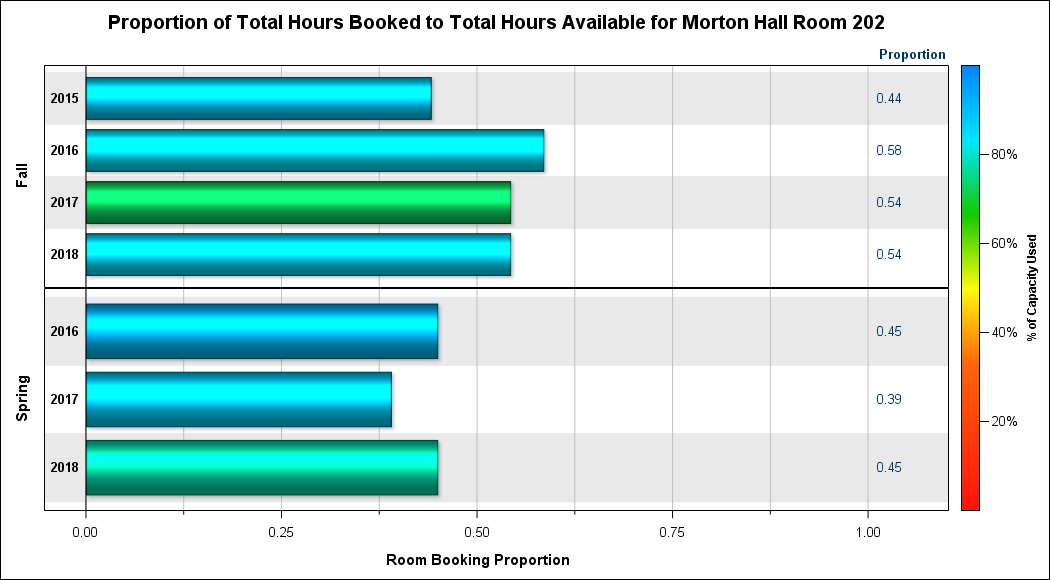 Proportion of Total Hours Booked to Total Hours Available for Morton Hall Room 202
Proportion
Fall
2015 0.44
2016 0.58
2017 0.54
2018 0.54
Spring
2016 0.45
2017 0.39
2018 0.45
0.00 0.25 0.50 0.75 1.00
Room Booking Proportion
80%
60%
40%
20%
% of Capacity Used